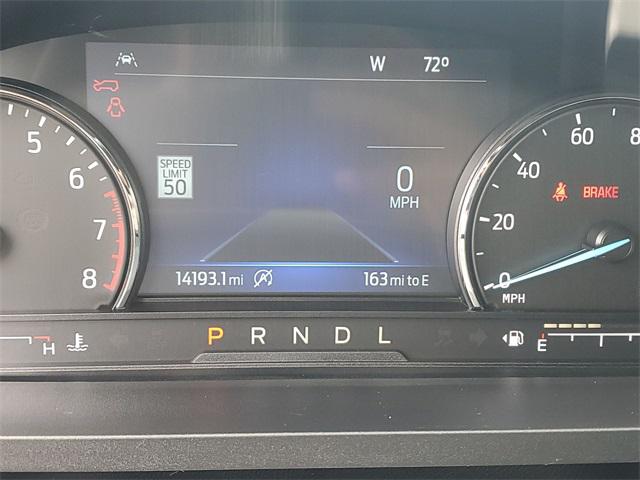 W 72°
SPEED
LIMIT
50
0
MPH
14193.1 mi
163 mi to E
5
6
7
8
0
20
40
60
8
MPH
BRAKE
H
P R N D L
E